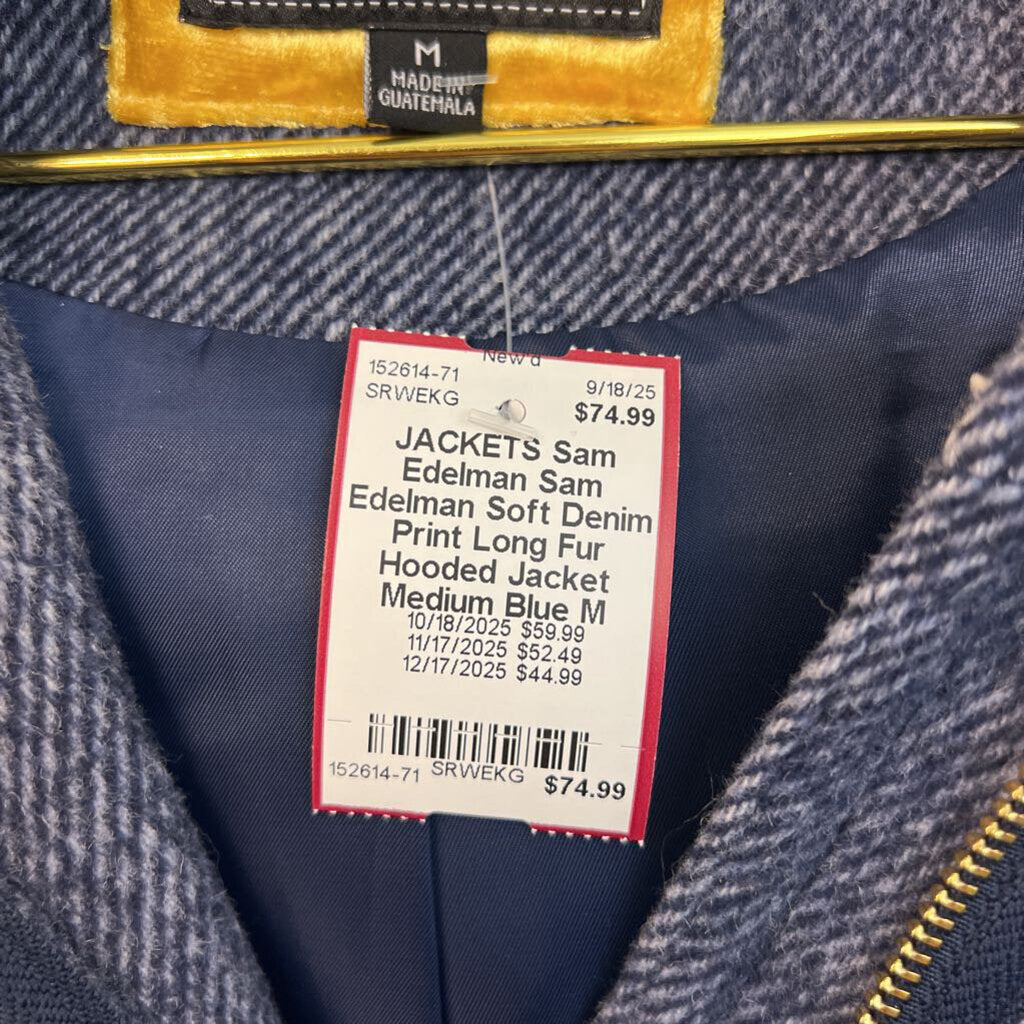 M
MADE IN
GUATEMALA
New'd
152614-71
9/18/25
SRWEKG
$74.99
JACKETS Sam
Edelman Sam
Edelman Soft Denim
Print Long Fur
Hooded Jacket
Medium Blue M
10/18/2025 $59.99
11/17/2025 $52.49
12/17/2025 $44.99
152614-71 SRWEKG $74.99